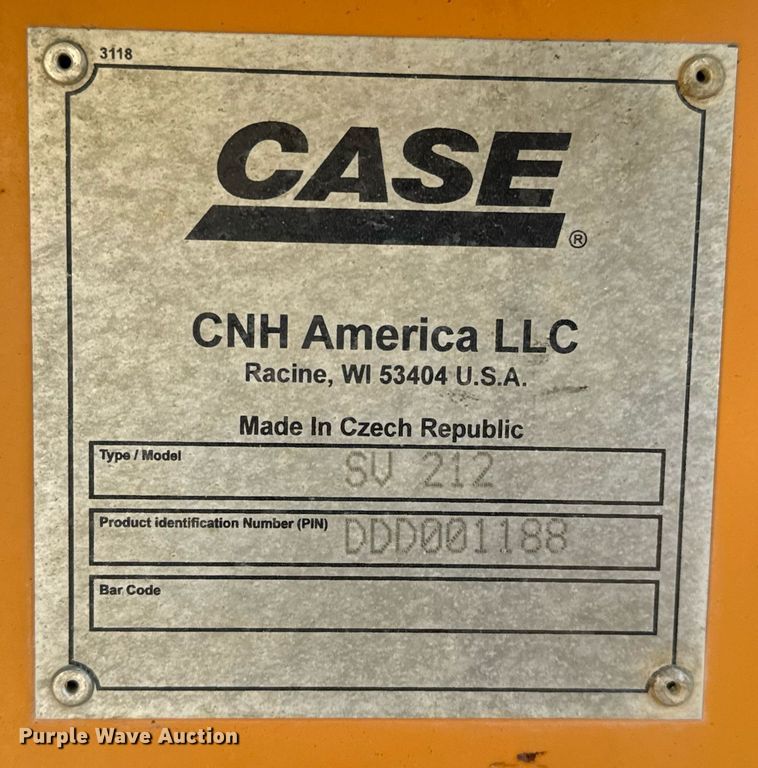 3118
CASE
®
CNH America LLC
Racine, WI 53404 U.S.A.
Made In Czech Republic
Type / Model SV 212
Product identification Number (PIN) DDD001188
Bar Code
Purple Wave Auction